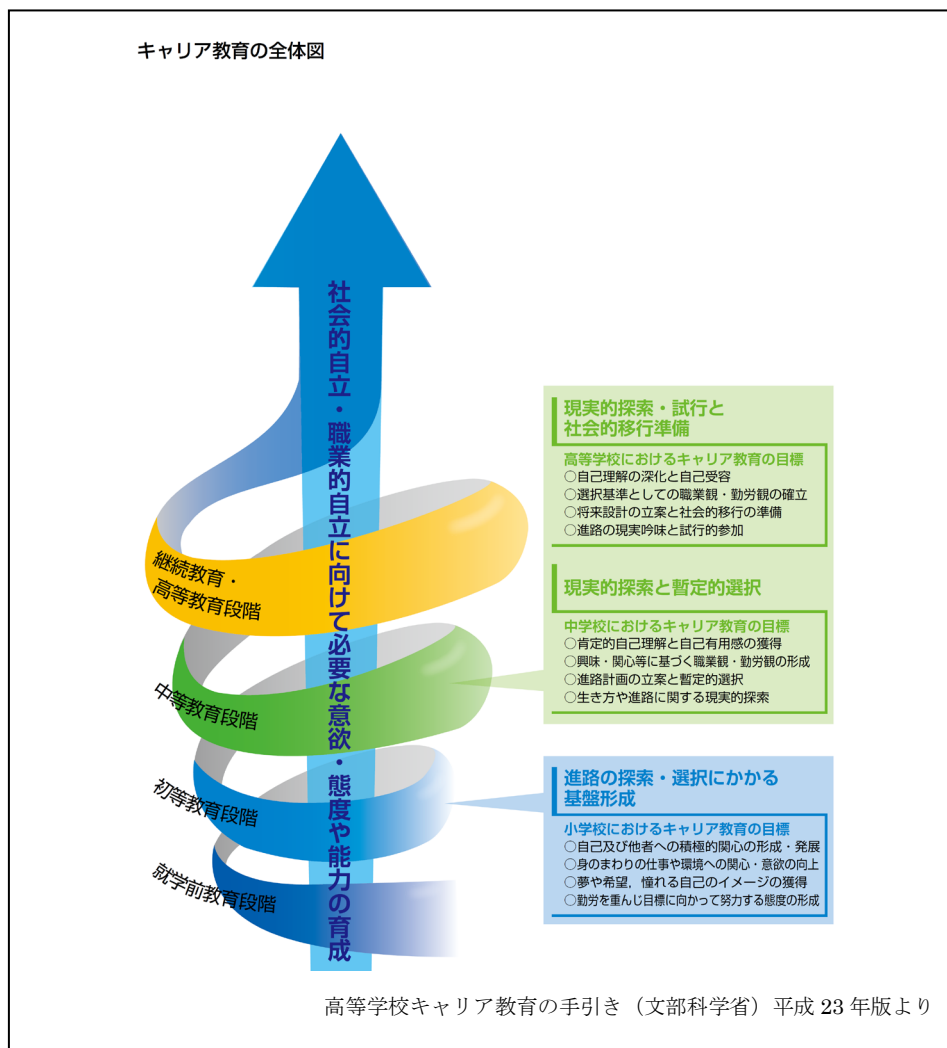 キャリア教育の全体図
社会的自立・職業的自立に向けて必要な意欲・態度や能力の育成
継続教育・
高等教育段階
中等教育段階
初等教育段階
就学前教育段階
現実的探索・試行と
社会的移行準備
高等学校におけるキャリア教育の目標
○自己理解の深化と自己受容
○選択基準としての職業観・勤労観の確立
○将来設計の立案と社会的移行の準備
○進路の現実吟味と試行的参加
現実的探索と暫定的選択
中学校におけるキャリア教育の目標
○肯定的自己理解と自己有用感の獲得
○興味・関心等に基づく職業観・勤労観の形成
○進路計画の立案と暫定的選択
○生き方や進路に関する現実的探索
進路の探索・選択にかかる
基盤形成
小学校におけるキャリア教育の目標
○自己及び他者への積極的関心の形成・発展
○身のまわりの仕事や環境への関心・意欲の向上
○夢や希望，憧れる自己のイメージの獲得
○勤労を重んじ目標に向かって努力する態度の形成
高等学校キャリア教育の手引き（文部科学省）平成 23 年版より